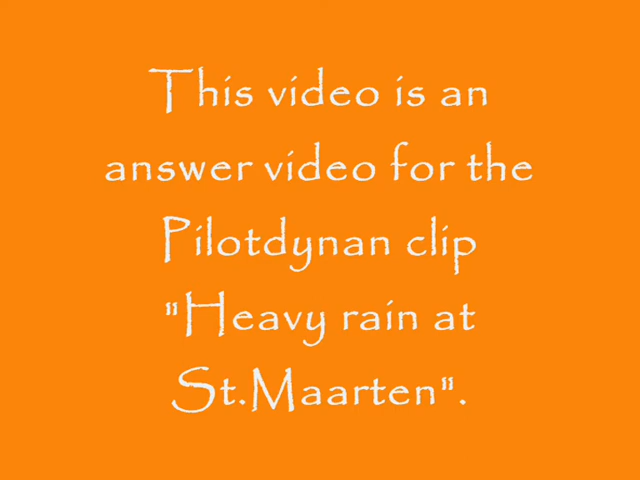 This video is an
answer video for the
Pilotdynan clip
"Heavy rain at
St.Maarten".